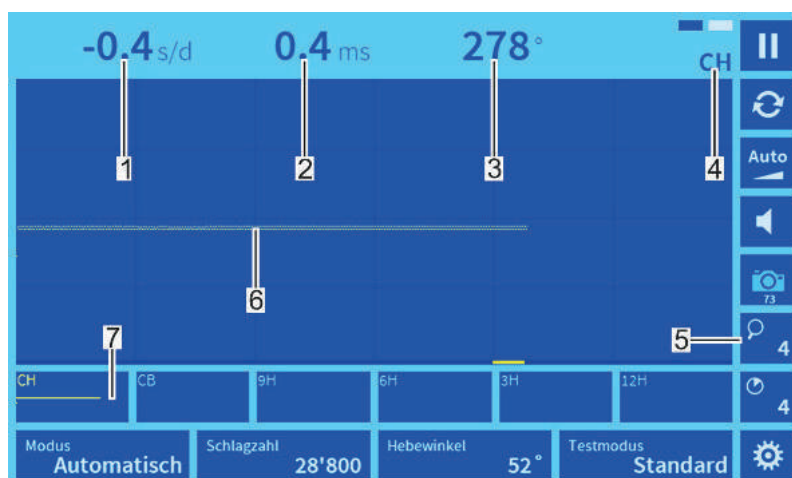 -0.4 s/d 0.4 ms 278°
CH
1 2 3 4
Auto
73
6
7
5
4
CH CB 9H 6H 3H 12H
4
Modus Schlagzahl Hebewinkel Testmodus
Automatisch 28'800 52° Standard